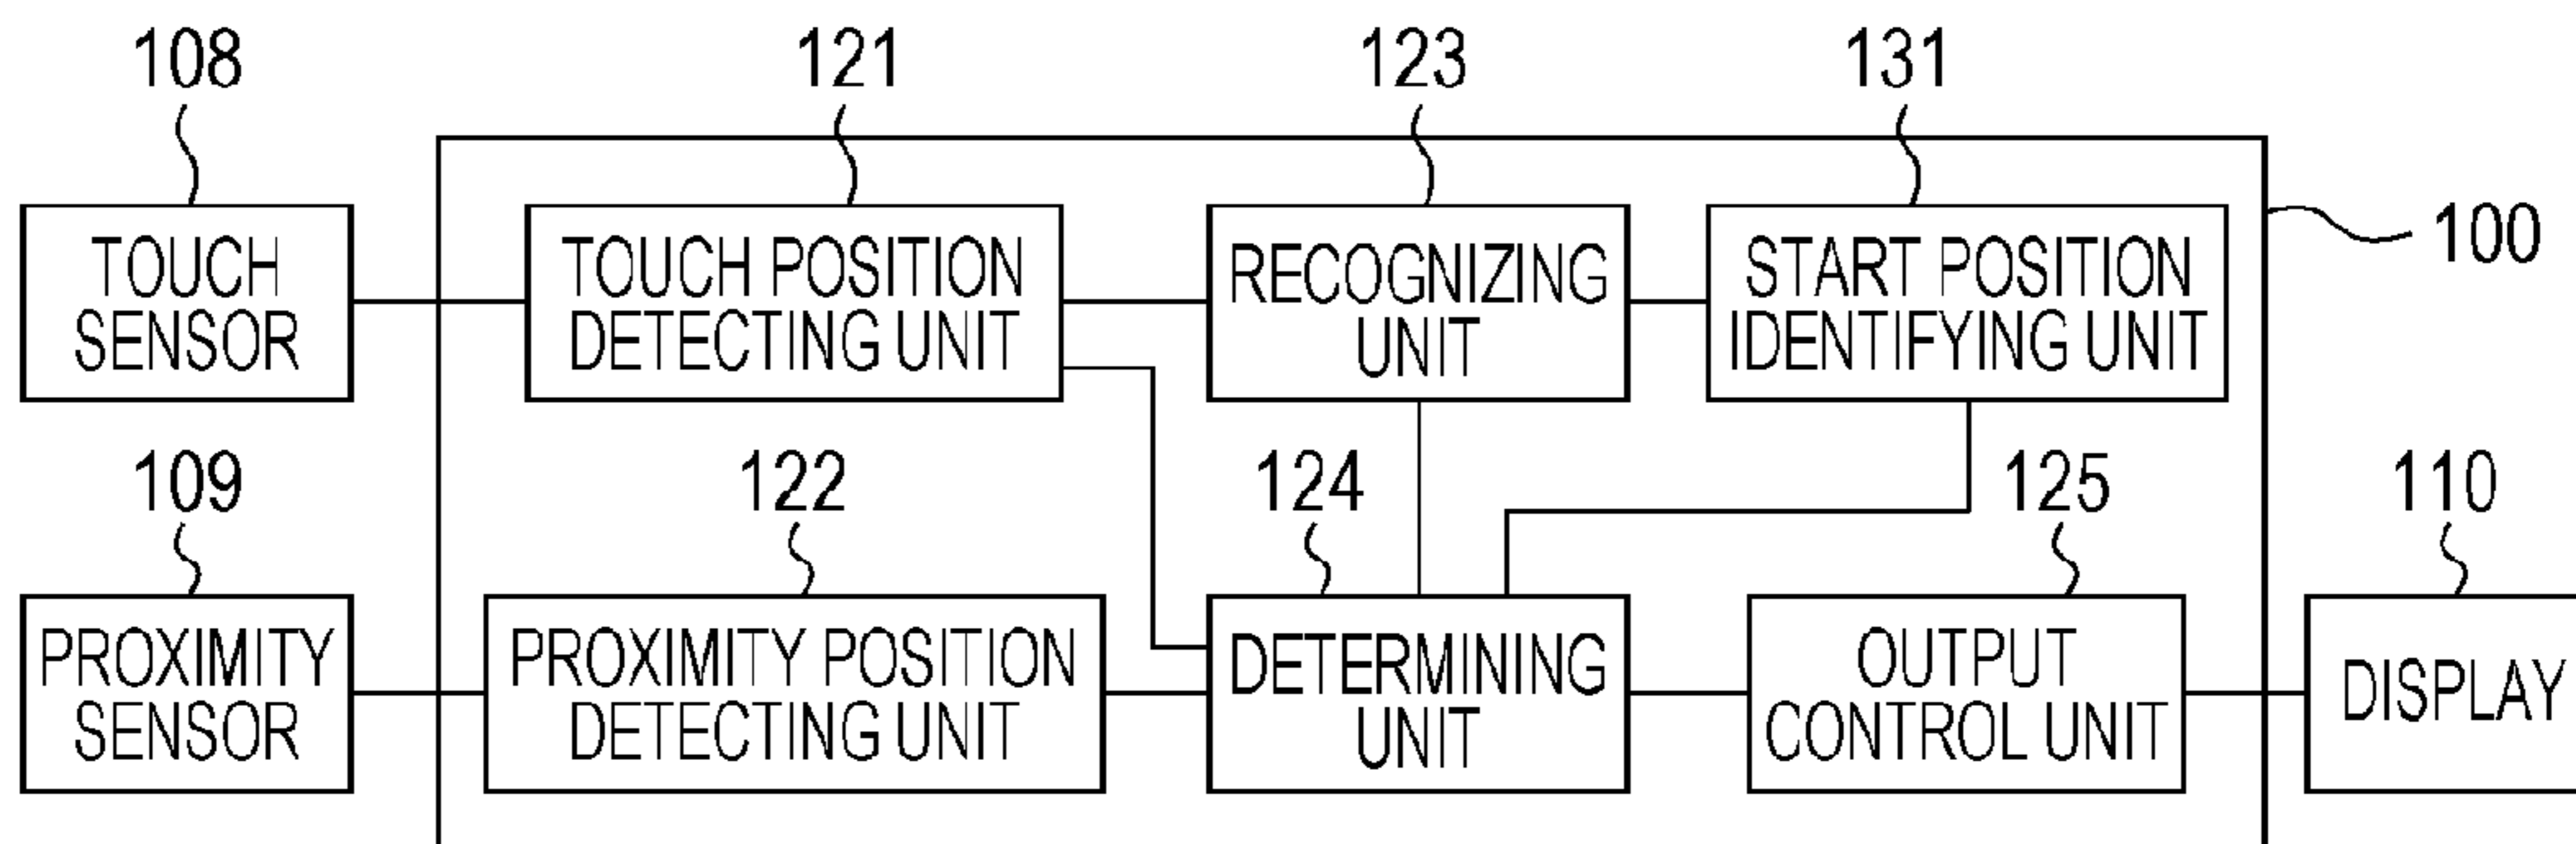 108
121
123
131
100
TOUCH
SENSOR
TOUCH POSITION
DETECTING UNIT
RECOGNIZING
UNIT
START POSITION
IDENTIFYING UNIT
109
122
124
125
110
PROXIMITY
SENSOR
PROXIMITY POSITION
DETECTING UNIT
DETERMINING
UNIT
OUTPUT
CONTROL UNIT
DISPLAY